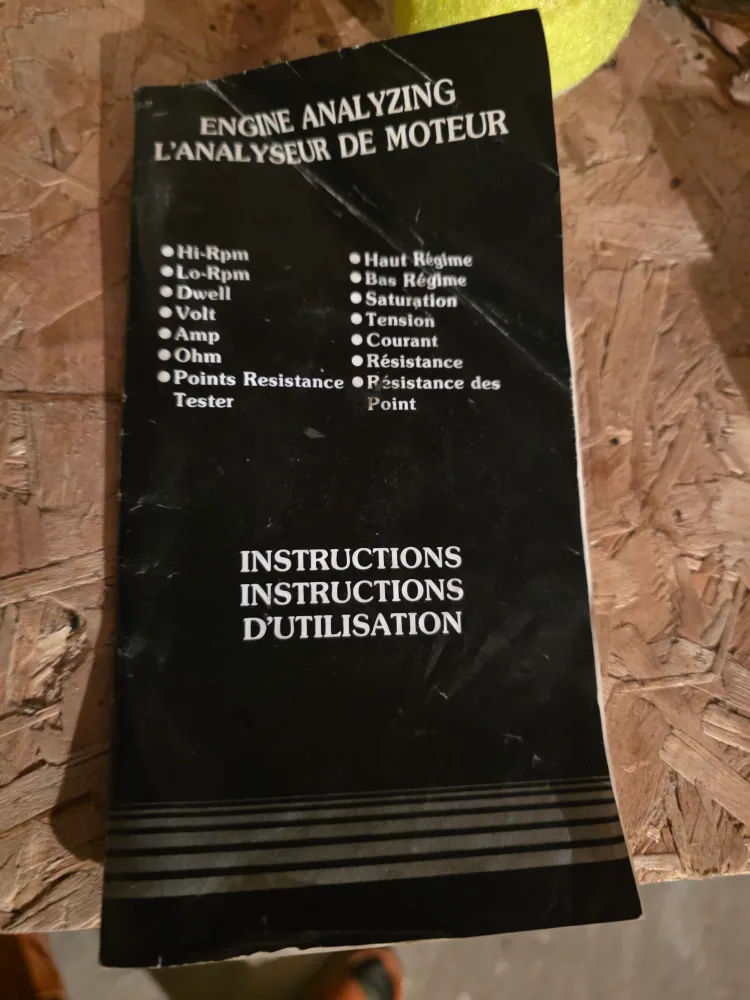 ENGINE ANALYZING
L'ANALYSEUR DE MOTEUR
● Hi-Rpm
● Lo-Rpm
● Dwell
● Volt
● Amp
● Ohm
● Points Resistance
Tester
● Haut Régime
● Bas Régime
● Saturation
● Tension
● Courant
● Résistance
● Résistance des
Point
INSTRUCTIONS
INSTRUCTIONS
D'UTILISATION